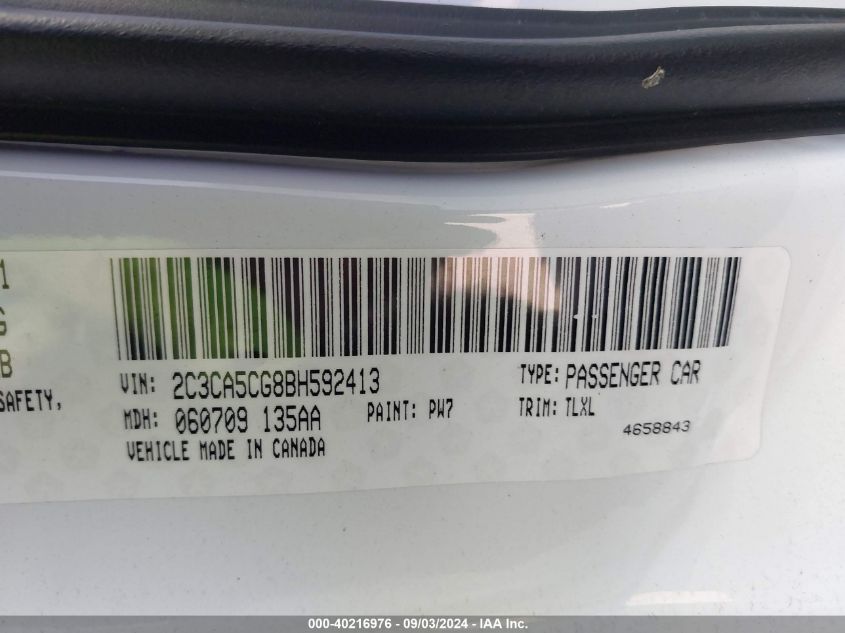 1
G
B
SAFETY,
VIN: 2C3CA5CG8BH592413
TYPE: PASSENGER CAR
MDH: 060709 135AA
PAINT: PW7
TRIM: TLXL
4658843
VEHICLE MADE IN CANADA
000-40216976 - 09/03/2024 - IAA Inc.